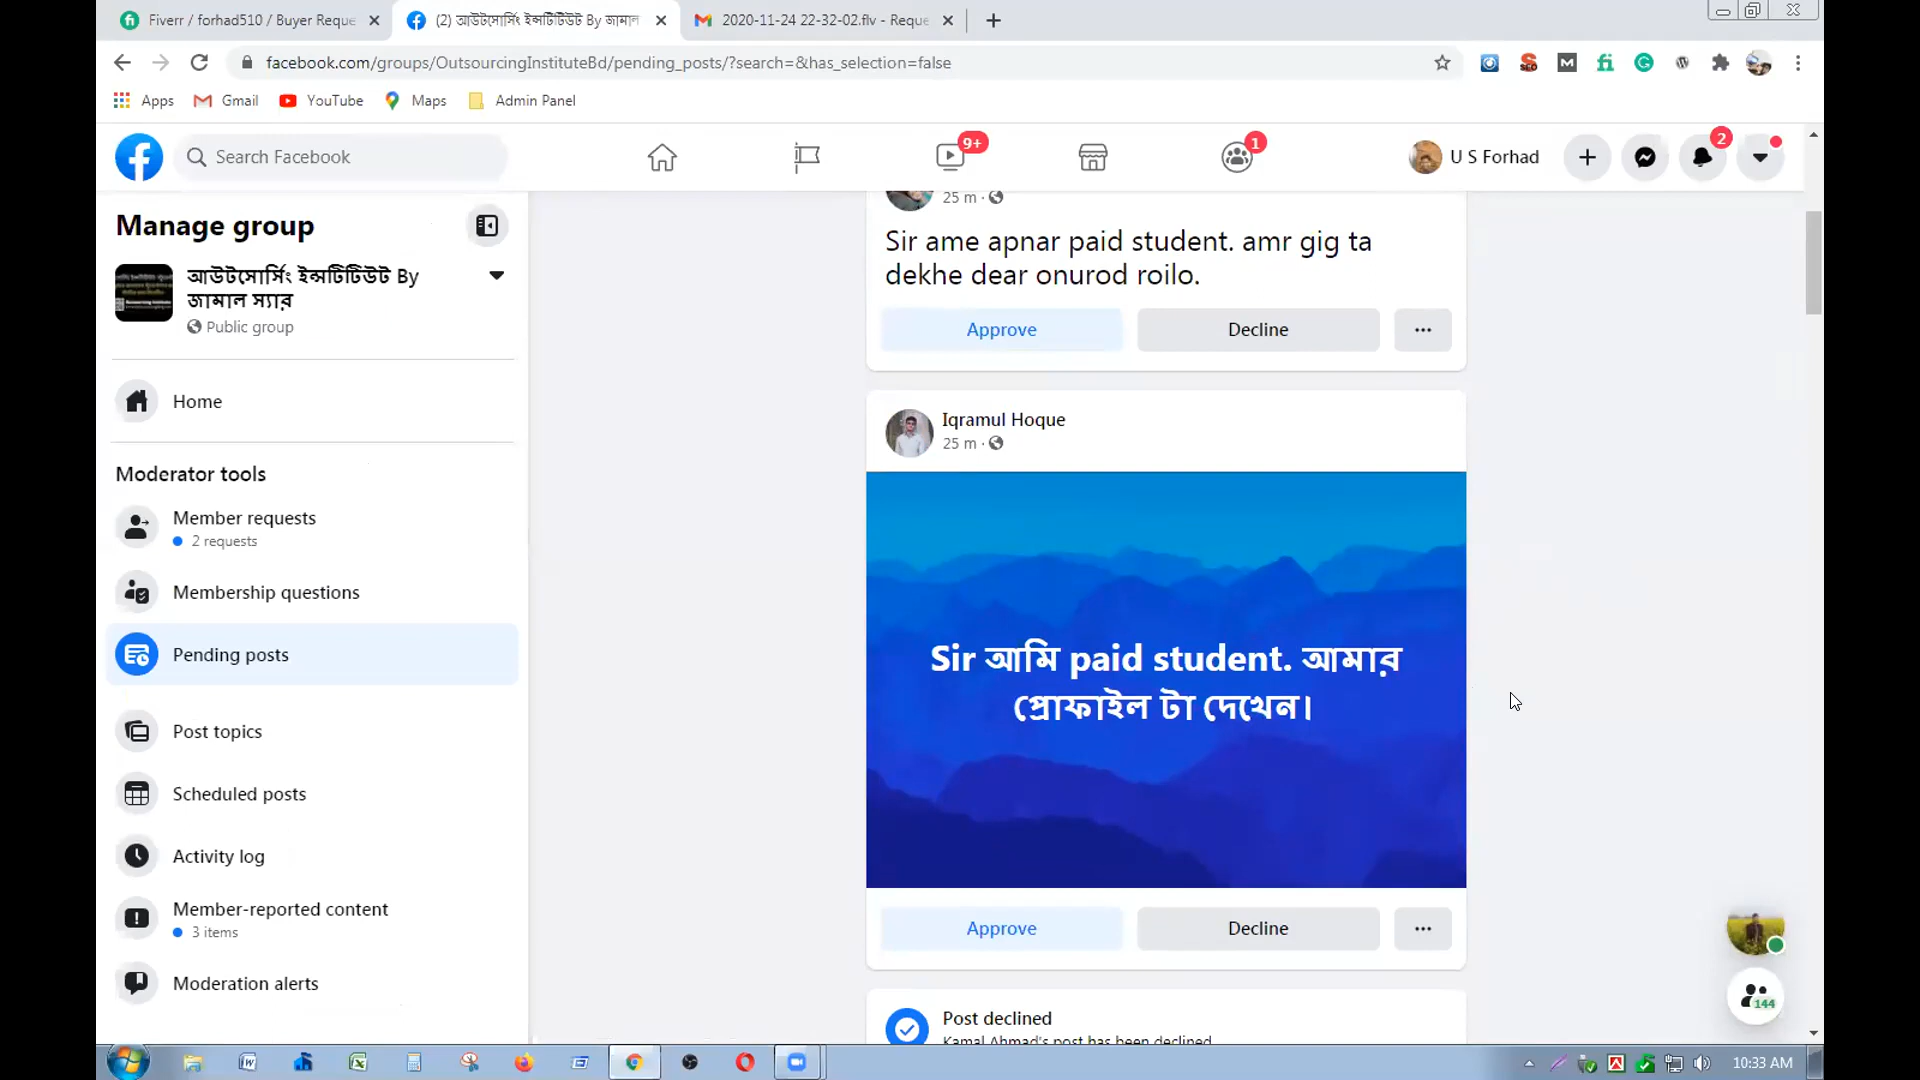 Fiverr / forhad510 / Buyer Reque
(2) আউটসোর্সিং ইন্সটিটিউট By জামাল
2020-11-24 22-32-02.flv - Reque
facebook.com/groups/OutsourcingInstituteBd/pending_posts/?search=&has_selection=false
Apps
Gmail
YouTube
Maps
Admin Panel
Search Facebook
9+
1
U S Forhad
2
Manage group
আউটসোর্সিং ইন্সটিটিউট By
জামাল স্যার
Public group
Home
Moderator tools
Member requests
2 requests
Membership questions
Pending posts
Post topics
Scheduled posts
Activity log
Member-reported content
3 items
Moderation alerts
25 m ·
Sir ame apnar paid student. amr gig ta
dekhe dear onurod roilo.
Approve
Decline
Iqramul Hoque
25 m ·
Sir আমি paid student. আমার
প্রোফাইল টা দেখেন।
Approve
Decline
Post declined
Kamal Ahmad's post has been declined
144
10:33 AM